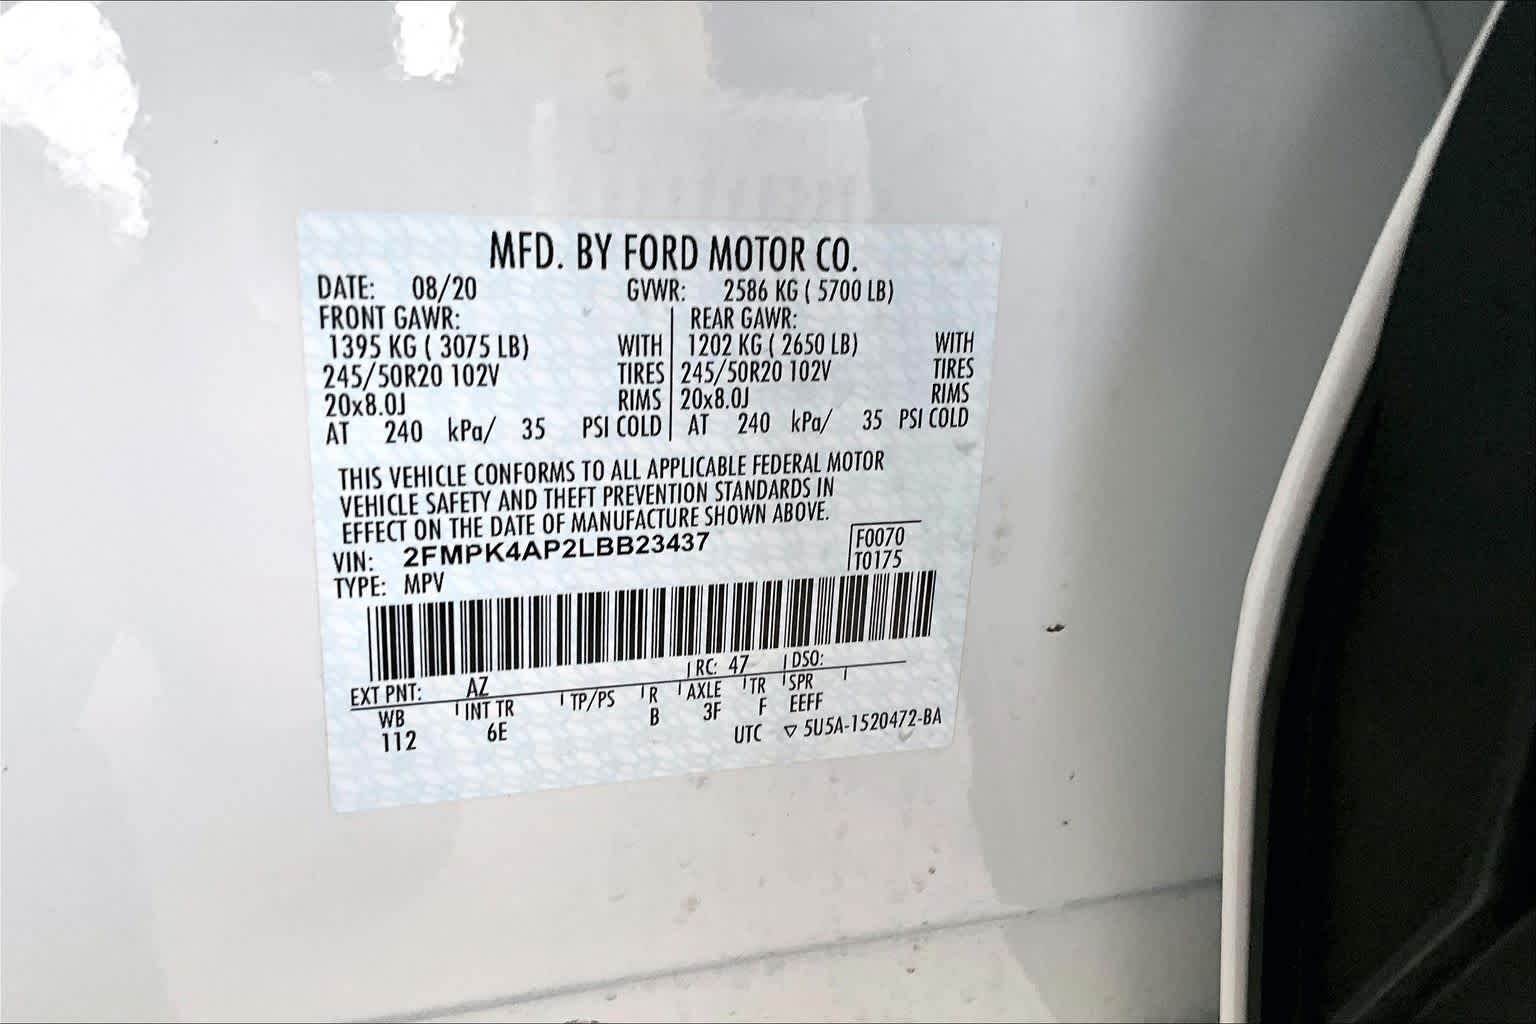 MFD. BY FORD MOTOR CO.
DATE: 08/20 GVWR: 2586 KG ( 5700 LB)
FRONT GAWR: REAR GAWR:
1395 KG ( 3075 LB) WITH 1202 KG ( 2650 LB) WITH
245/50R20 102V TIRES 245/50R20 102V TIRES
20x8.0J RIMS 20x8.0J RIMS
AT 240 kPa/ 35 PSI COLD AT 240 kPa/ 35 PSI COLD
THIS VEHICLE CONFORMS TO ALL APPLICABLE FEDERAL MOTOR
VEHICLE SAFETY AND THEFT PREVENTION STANDARDS IN
EFFECT ON THE DATE OF MANUFACTURE SHOWN ABOVE.
VIN: 2FMPK4AP2LBB23437 F0070
TYPE: MPV T0175
RC: 47 DSO:
EXT PNT: AZ
WB INT TR TP/PS R AXLE TR SPR
112 6E B 3F F EEFF
UTC ▽ 5U5A-1520472-BA